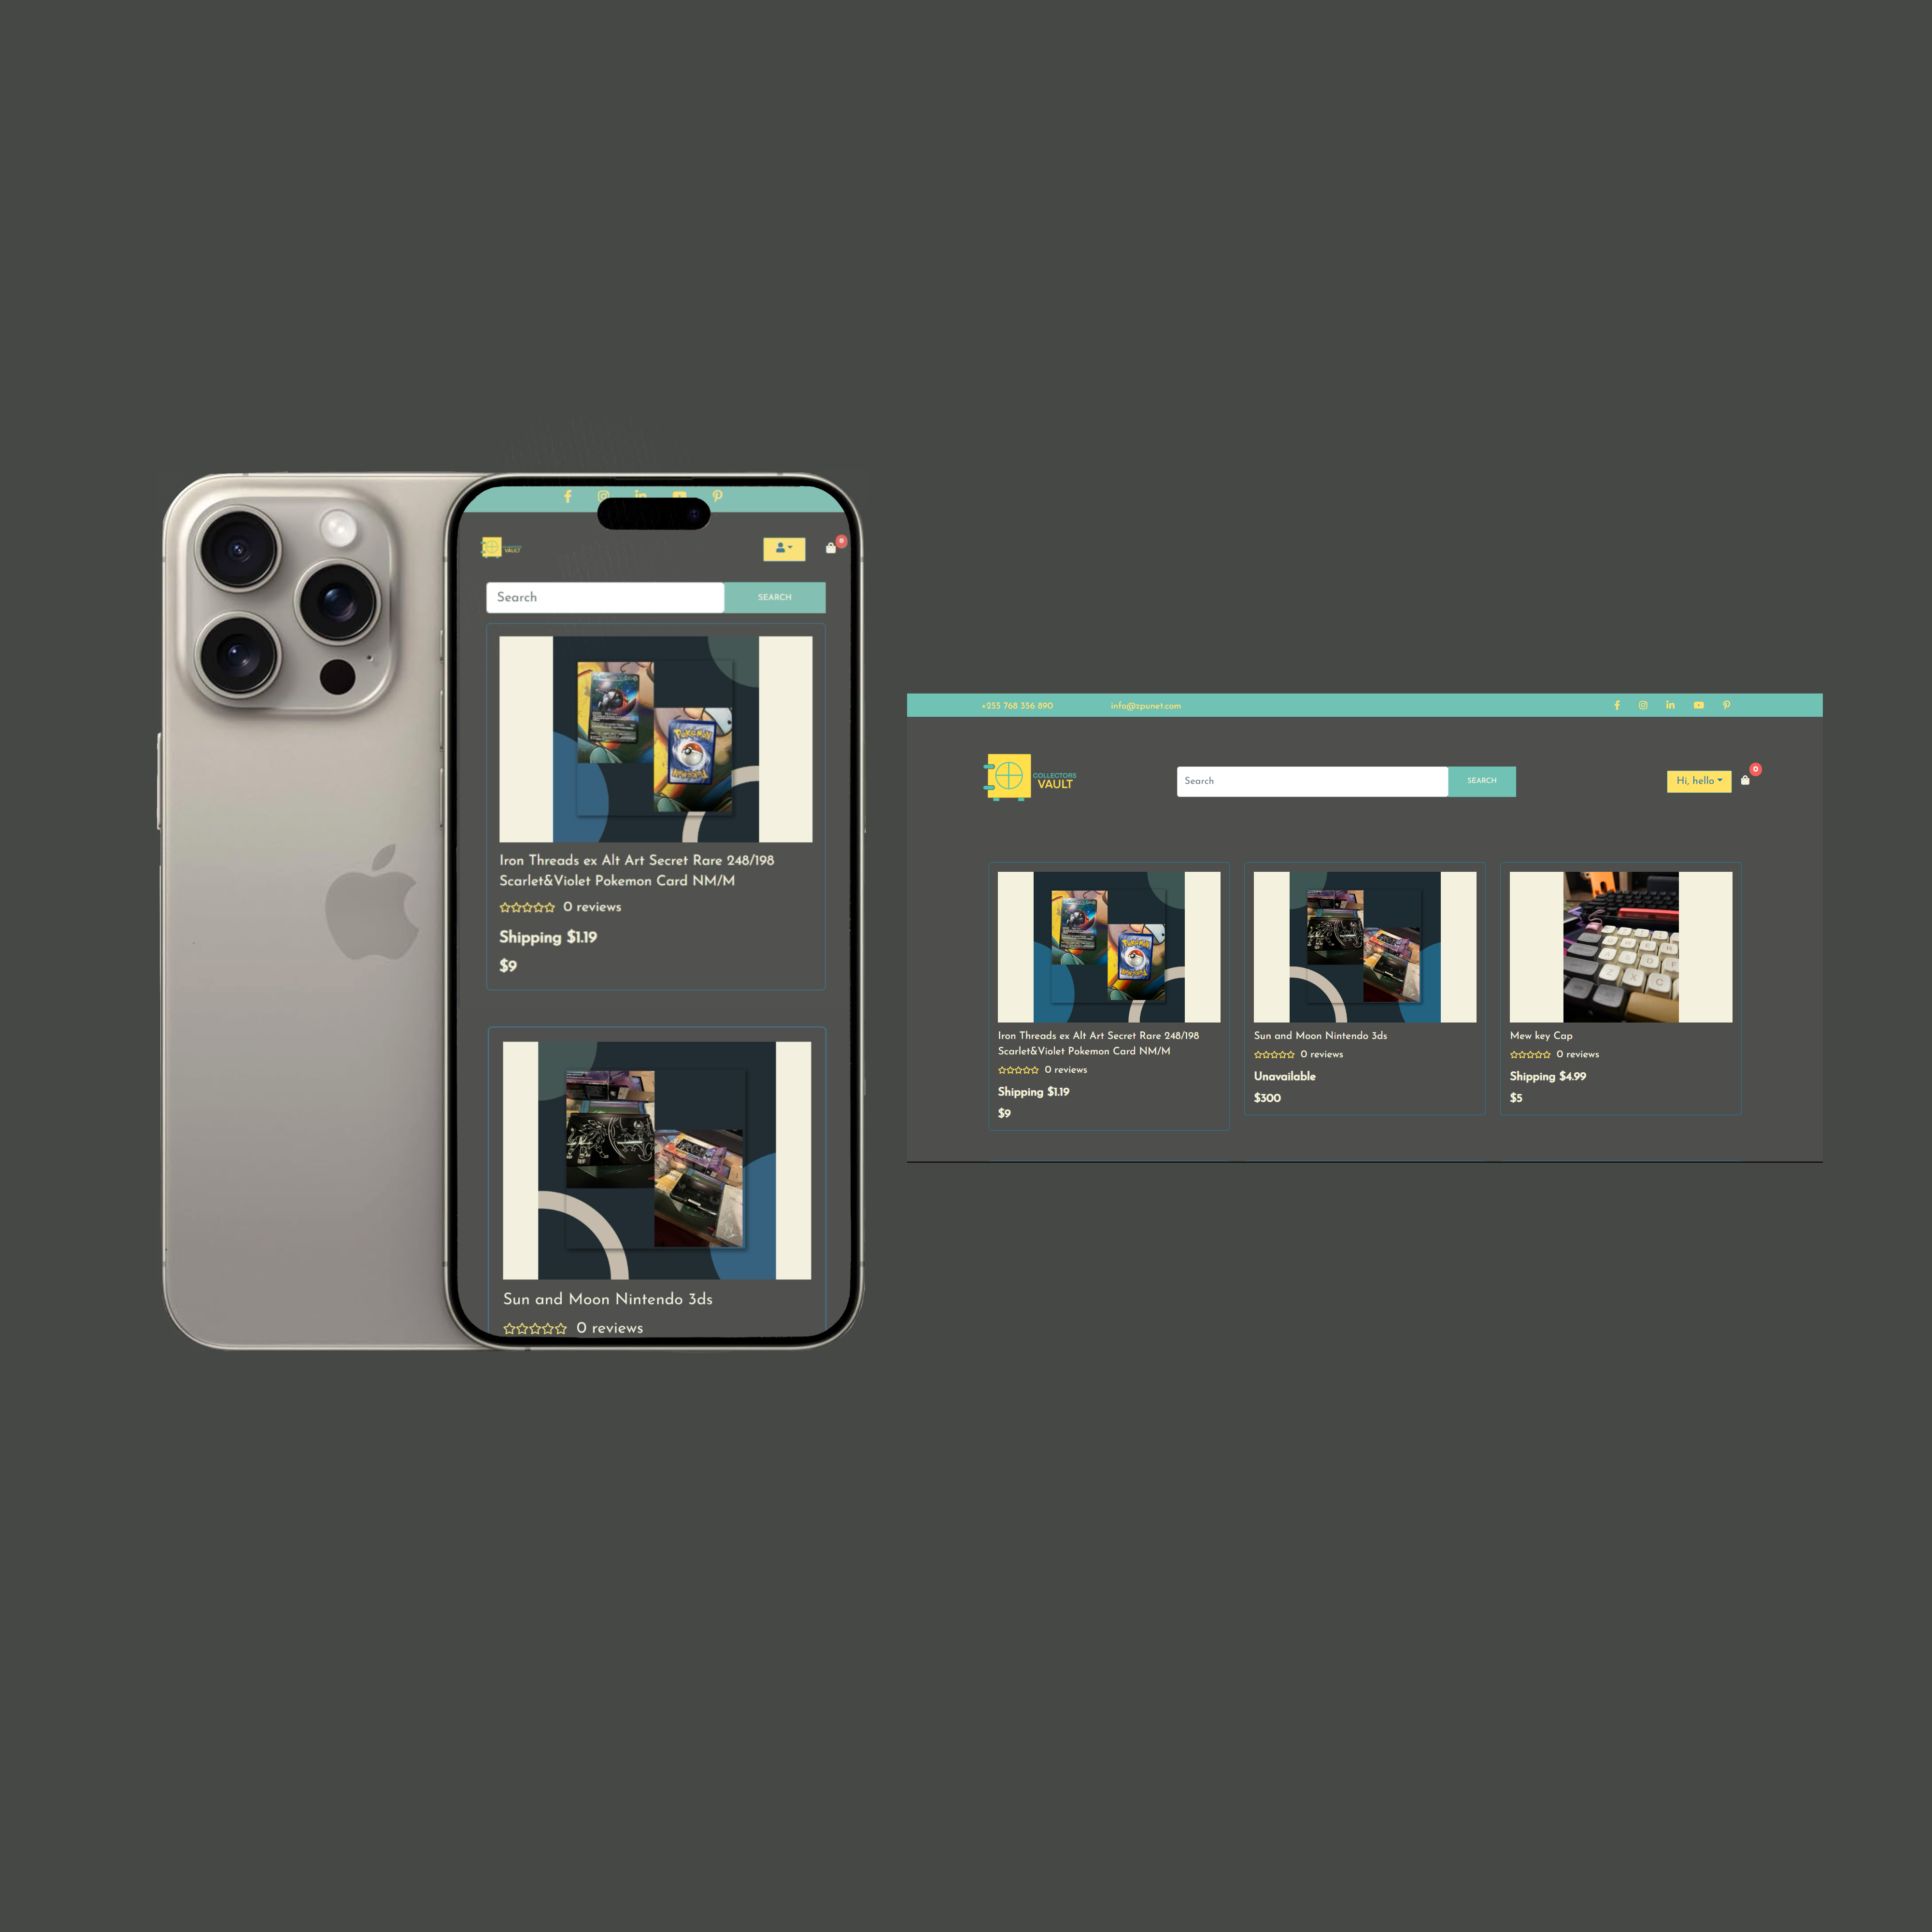 VAULT
0
Search
SEARCH
POKéMON
Iron Threads ex Alt Art Secret Rare 248/198
Scarlet&Violet Pokemon Card NM/M
0 reviews
Shipping $1.19
$9
Sun and Moon Nintendo 3ds
0 reviews
+255 768 356 890
info@zpunet.com
COLLECTORS
VAULT
Search
SEARCH
Hi, hello
0
POKéMON
Iron Threads ex Alt Art Secret Rare 248/198
Scarlet&Violet Pokemon Card NM/M
0 reviews
Shipping $1.19
$9
Sun and Moon Nintendo 3ds
0 reviews
Unavailable
$300
Mew key Cap
0 reviews
Shipping $4.99
$5